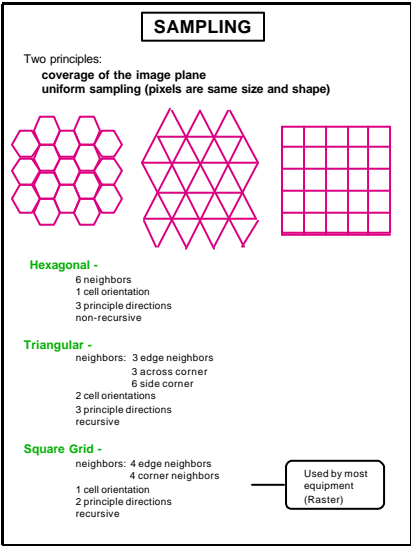 SAMPLING
Two principles:
coverage of the image plane
uniform sampling (pixels are same size and shape)
Hexagonal -
6 neighbors
1 cell orientation
3 principle directions
non-recursive
Triangular -
neighbors: 3 edge neighbors
3 across corner
6 side corner
2 cell orientations
3 principle directions
recursive
Square Grid -
neighbors: 4 edge neighbors
4 corner neighbors
1 cell orientation
2 principle directions
recursive
Used by most
equipment
(Raster)